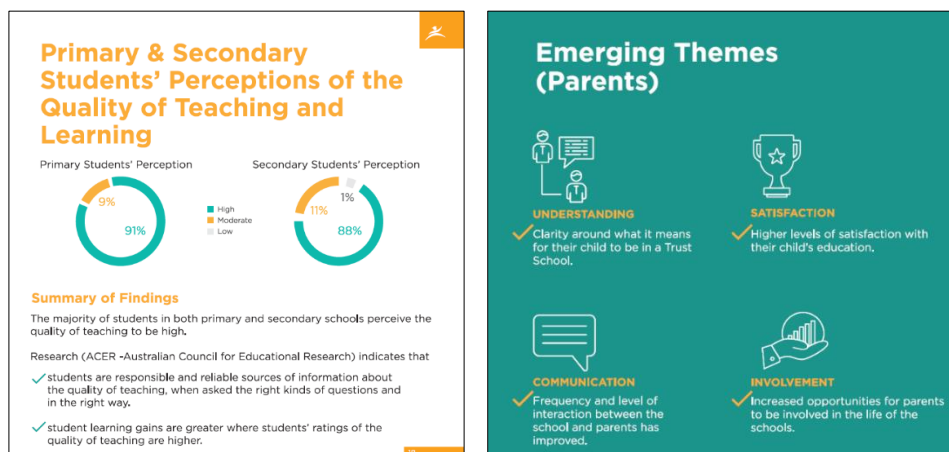 Primary & Secondary
Students' Perceptions of the
Quality of Teaching and
Learning
Primary Students' Perception
Secondary Students' Perception
9%
91%
High
Moderate
Low
11%
1%
88%
Summary of Findings
The majority of students in both primary and secondary schools perceive the
quality of teaching to be high.
Research (ACER -Australian Council for Educational Research) indicates that
students are responsible and reliable sources of information about
the quality of teaching, when asked the right kinds of questions and
in the right way.
student learning gains are greater where students' ratings of the
quality of teaching are higher.
Emerging Themes
(Parents)
UNDERSTANDING
Clarity around what it means
for their child to be in a Trust
School.
SATISFACTION
Higher levels of satisfaction with
their child's education.
COMMUNICATION
Frequency and level of
interaction between the
school and parents has
improved.
INVOLVEMENT
Increased opportunities for parents
to be involved in the life of the
schools.